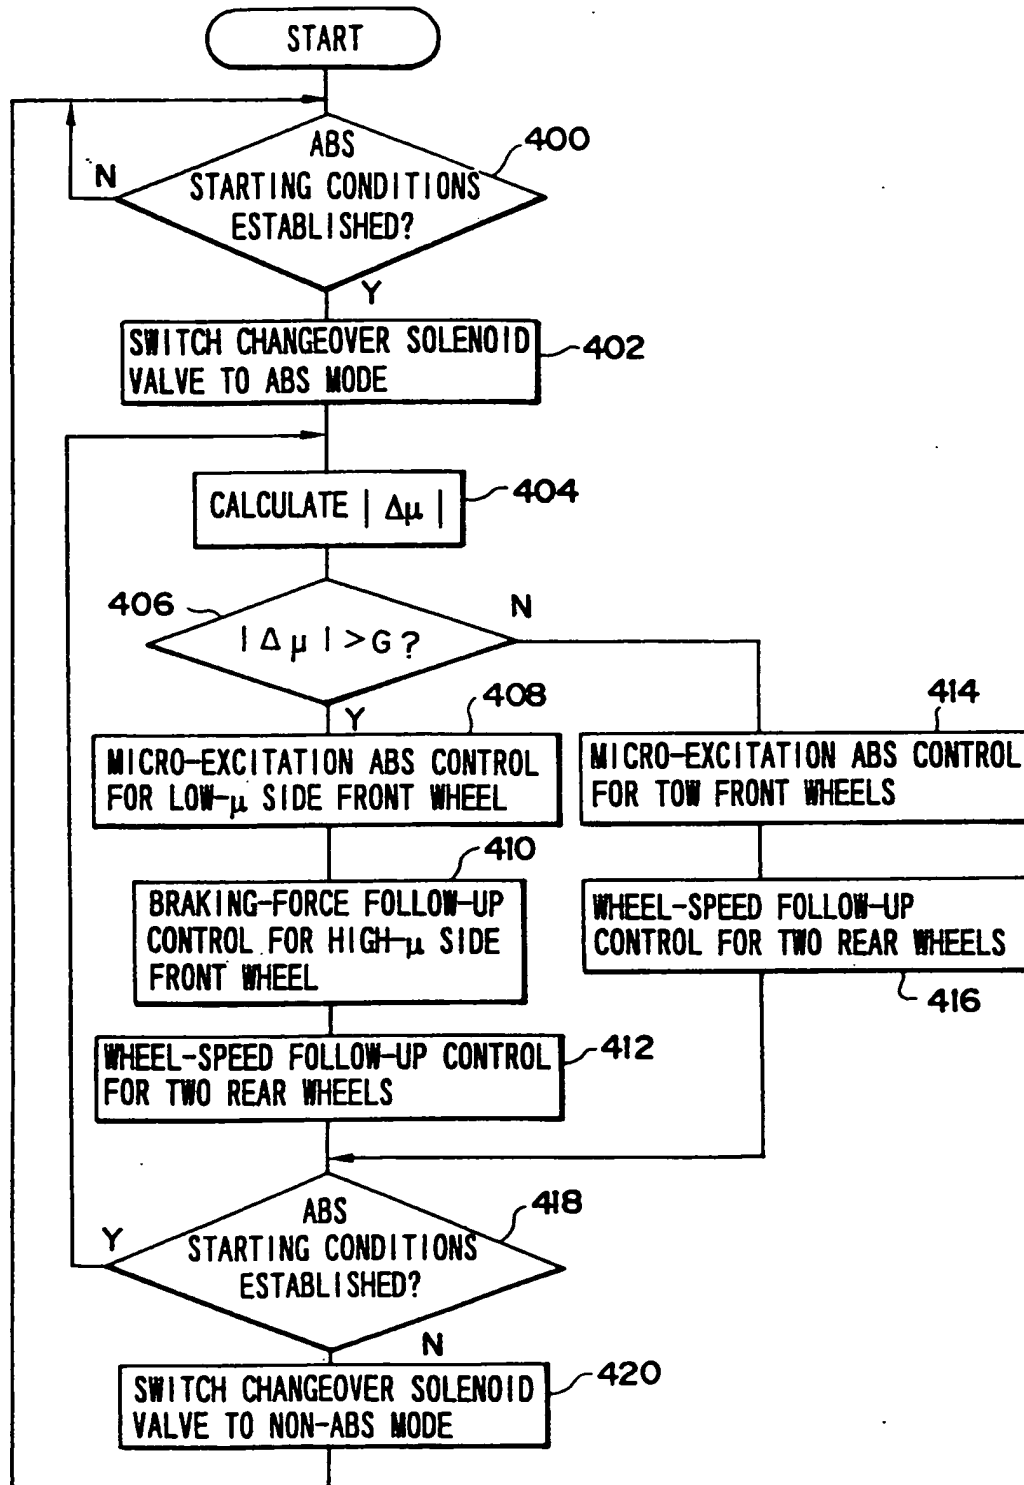 START
ABS
STARTING CONDITIONS
ESTABLISHED?
400
N
Y
SWITCH CHANGEOVER SOLENOID
VALVE TO ABS MODE
402
CALCULATE | Δμ |
404
406
| Δ μ | > G ?
N
Y
408
MICRO-EXCITATION ABS CONTROL
FOR LOW-μ SIDE FRONT WHEEL
414
MICRO-EXCITATION ABS CONTROL
FOR TOW FRONT WHEELS
410
BRAKING-FORCE FOLLOW-UP
CONTROL FOR HIGH-μ SIDE
FRONT WHEEL
WHEEL-SPEED FOLLOW-UP
CONTROL FOR TWO REAR WHEELS
416
WHEEL-SPEED FOLLOW-UP CONTROL
FOR TWO REAR WHEELS
412
ABS
STARTING CONDITIONS
ESTABLISHED?
418
Y
N
SWITCH CHANGEOVER SOLENOID
VALVE TO NON-ABS MODE
420